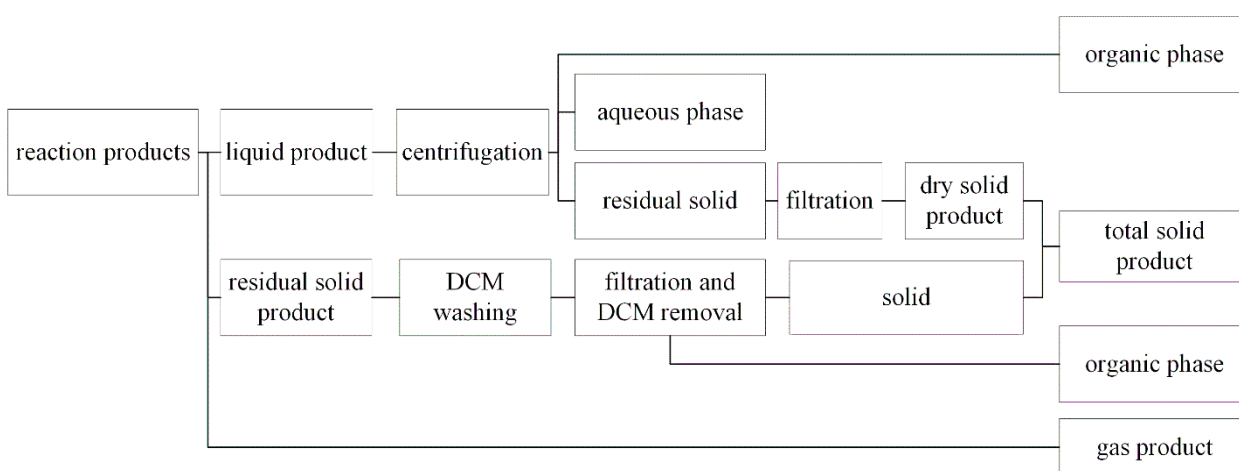 organic phase
aqueous phase
reaction products
liquid product
centrifugation
residual solid
filtration
dry solid
product
total solid
product
residual solid
product
DCM
washing
filtration and
DCM removal
solid
organic phase
gas product